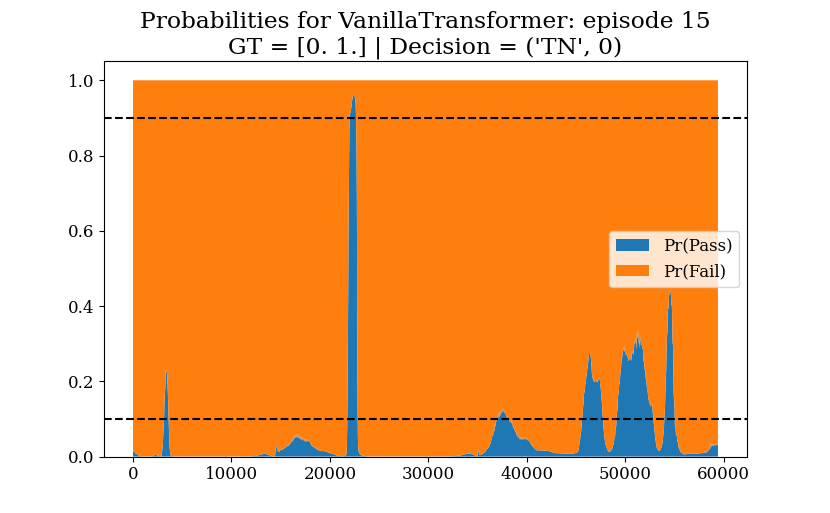 Probabilities for VanillaTransformer: episode 15
GT = [0. 1.] | Decision = ('TN', 0)
1.0
0.8
0.6
0.4
0.2
0.0
Pr(Pass)
Pr(Fail)
0 10000 20000 30000 40000 50000 60000